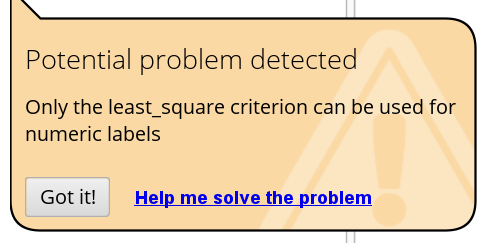 Potential problem detected
Only the least_square criterion can be used for
numeric labels
Got it!
Help me solve the problem